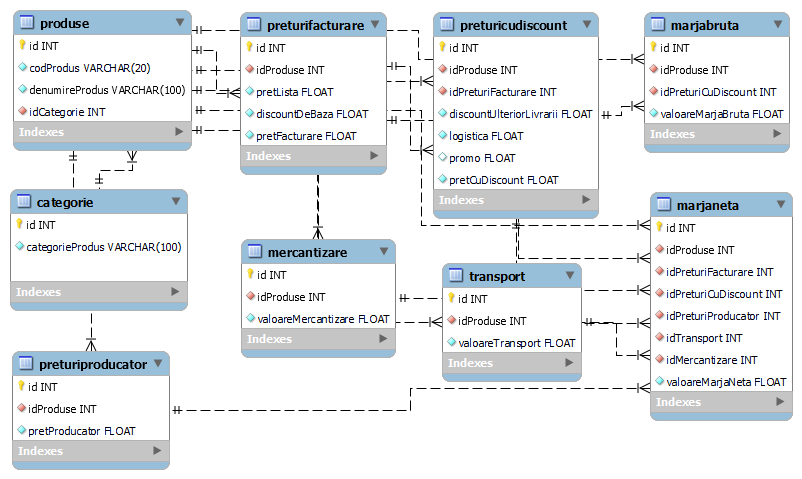 produse
id INT
codProdus VARCHAR(20)
denumireProdus VARCHAR(100)
idCategorie INT
Indexes
preturifacturare
id INT
idProduse INT
pretLista FLOAT
discountDeBaza FLOAT
pretFacturare FLOAT
Indexes
preturicudiscount
id INT
idProduse INT
idPreturiFacturare INT
discountUlteriorLivrarii FLOAT
logistica FLOAT
promo FLOAT
pretCuDiscount FLOAT
Indexes
marjabruta
id INT
idProduse INT
idPreturiCuDiscount INT
valoareMarjaBruta FLOAT
Indexes
categorie
id INT
categorieProdus VARCHAR(100)
Indexes
mercantizare
id INT
idProduse INT
valoareMercantizare FLOAT
Indexes
transport
id INT
idProduse INT
valoareTransport FLOAT
Indexes
marjaneta
id INT
idProduse INT
idPreturiFacturare INT
idPreturiCuDiscount INT
idPreturiProducator INT
idTransport INT
idMercantizare INT
valoareMarjaNeta FLOAT
Indexes
preturiproducator
id INT
idProduse INT
pretProducator FLOAT
Indexes